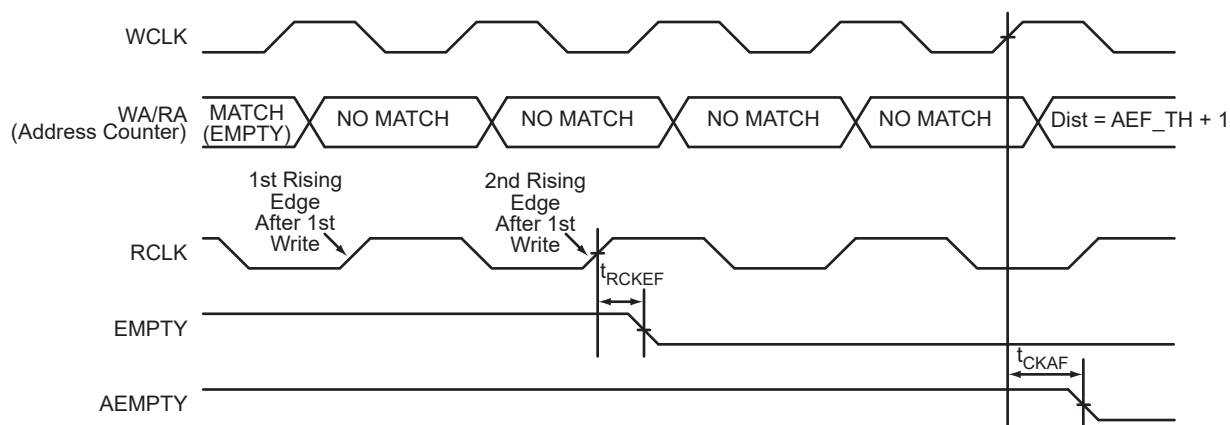 WCLK
WA/RA
(Address Counter)
MATCH
(EMPTY)
NO MATCH
NO MATCH
NO MATCH
NO MATCH
Dist = AEF_TH + 1
1st Rising
Edge
After 1st
Write
2nd Rising
Edge
After 1st
Write
RCLK
tRCKEF
EMPTY
tCKAF
AEMPTY